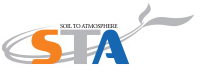 SOIL TO ATMOSPHERE
STA